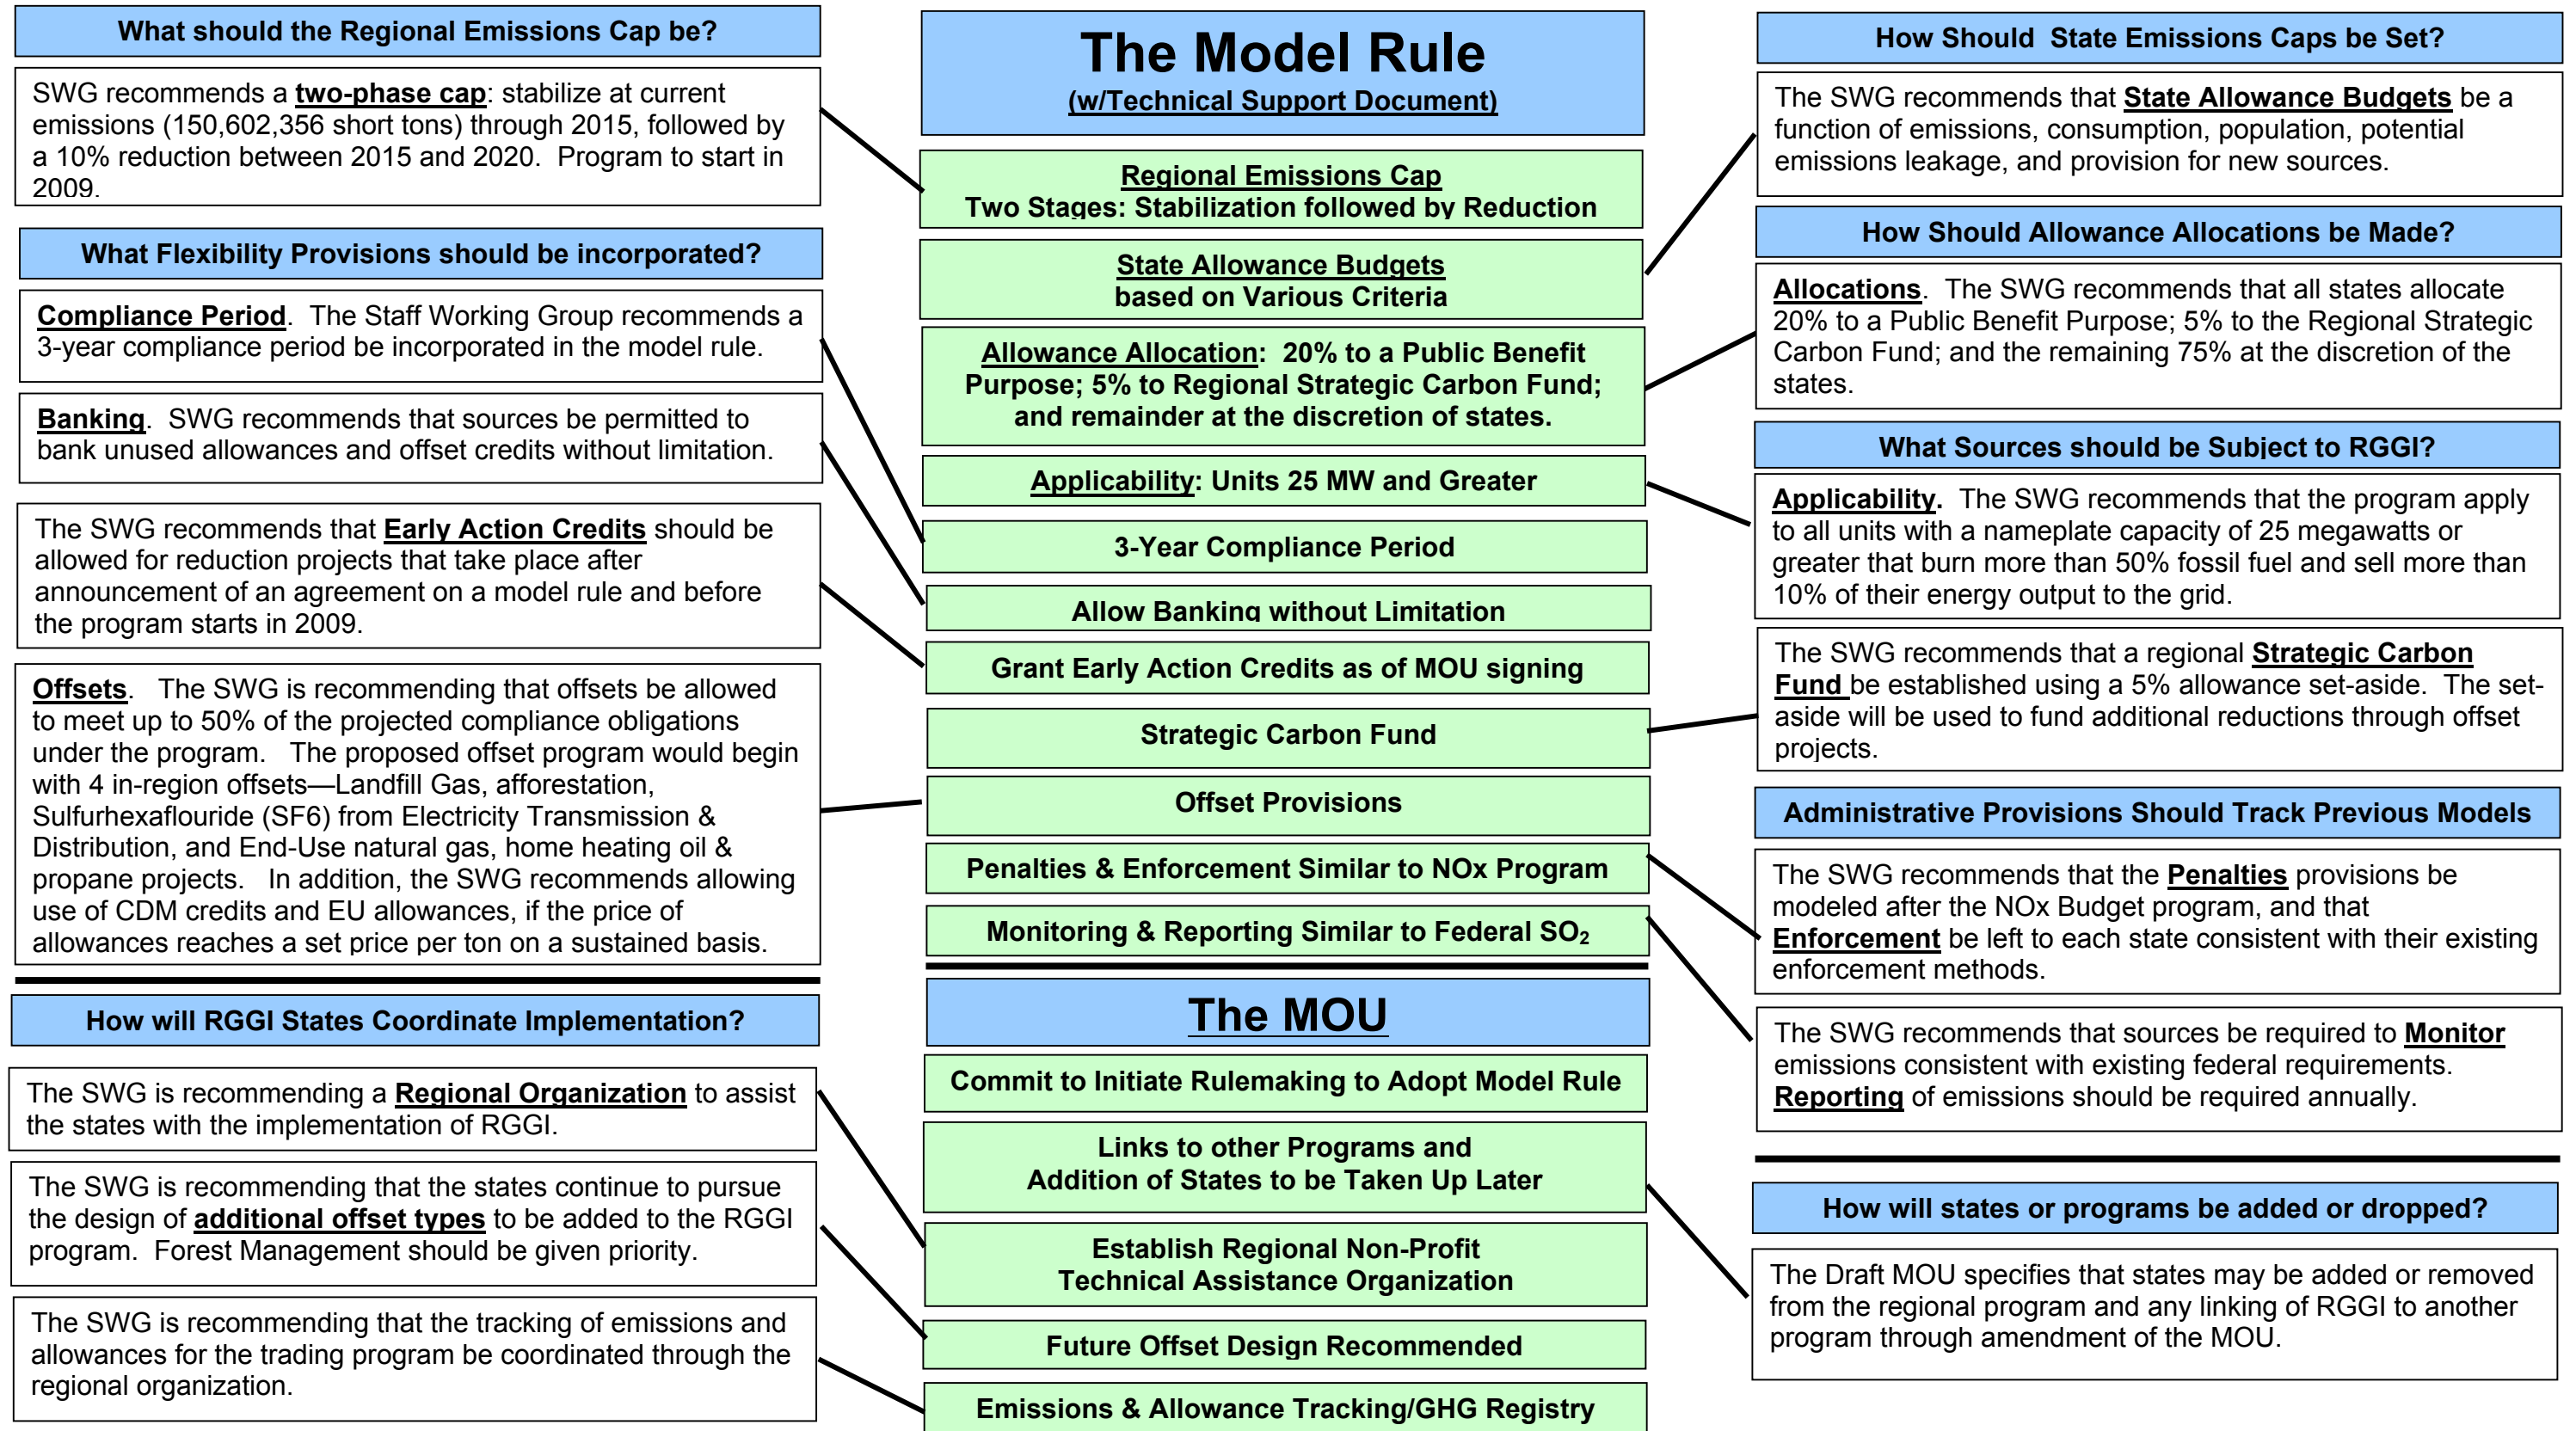 What should the Regional Emissions Cap be?
SWG recommends a two-phase cap: stabilize at current
emissions (150,602,356 short tons) through 2015, followed by
a 10% reduction between 2015 and 2020.  Program to start in
2009.
What Flexibility Provisions should be incorporated?
Compliance Period.  The Staff Working Group recommends a
3-year compliance period be incorporated in the model rule.
Banking.  SWG recommends that sources be permitted to
bank unused allowances and offset credits without limitation.
The SWG recommends that Early Action Credits should be
allowed for reduction projects that take place after
announcement of an agreement on a model rule and before
the program starts in 2009.
Offsets.  The SWG is recommending that offsets be allowed
to meet up to 50% of the projected compliance obligations
under the program.  The proposed offset program would begin
with 4 in-region offsets—Landfill Gas, afforestation,
Sulfurhexaflouride (SF6) from Electricity Transmission &
Distribution, and End-Use natural gas, home heating oil &
propane projects.  In addition, the SWG recommends allowing
use of CDM credits and EU allowances, if the price of
allowances reaches a set price per ton on a sustained basis.
How will RGGI States Coordinate Implementation?
The SWG is recommending a Regional Organization to assist
the states with the implementation of RGGI.
The SWG is recommending that the states continue to pursue
the design of additional offset types to be added to the RGGI
program.  Forest Management should be given priority.
The SWG is recommending that the tracking of emissions and
allowances for the trading program be coordinated through the
regional organization.
The Model Rule
(w/Technical Support Document)
Regional Emissions Cap
Two Stages: Stabilization followed by Reduction
State Allowance Budgets
based on Various Criteria
Allowance Allocation:  20% to a Public Benefit
Purpose; 5% to Regional Strategic Carbon Fund;
and remainder at the discretion of states.
Applicability: Units 25 MW and Greater
3-Year Compliance Period
Allow Banking without Limitation
Grant Early Action Credits as of MOU signing
Strategic Carbon Fund
Offset Provisions
Penalties & Enforcement Similar to NOx Program
Monitoring & Reporting Similar to Federal SO₂
The MOU
Commit to Initiate Rulemaking to Adopt Model Rule
Links to other Programs and
Addition of States to be Taken Up Later
Establish Regional Non-Profit
Technical Assistance Organization
Future Offset Design Recommended
Emissions & Allowance Tracking/GHG Registry
How Should  State Emissions Caps be Set?
The SWG recommends that State Allowance Budgets be a
function of emissions, consumption, population, potential
emissions leakage, and provision for new sources.
How Should Allowance Allocations be Made?
Allocations.  The SWG recommends that all states allocate
20% to a Public Benefit Purpose; 5% to the Regional Strategic
Carbon Fund; and the remaining 75% at the discretion of the
states.
What Sources should be Subject to RGGI?
Applicability.  The SWG recommends that the program apply
to all units with a nameplate capacity of 25 megawatts or
greater that burn more than 50% fossil fuel and sell more than
10% of their energy output to the grid.
The SWG recommends that a regional Strategic Carbon
Fund be established using a 5% allowance set-aside.  The set-
aside will be used to fund additional reductions through offset
projects.
Administrative Provisions Should Track Previous Models
The SWG recommends that the Penalties provisions be
modeled after the NOx Budget program, and that
Enforcement be left to each state consistent with their existing
enforcement methods.
The SWG recommends that sources be required to Monitor
emissions consistent with existing federal requirements.
Reporting of emissions should be required annually.
How will states or programs be added or dropped?
The Draft MOU specifies that states may be added or removed
from the regional program and any linking of RGGI to another
program through amendment of the MOU.